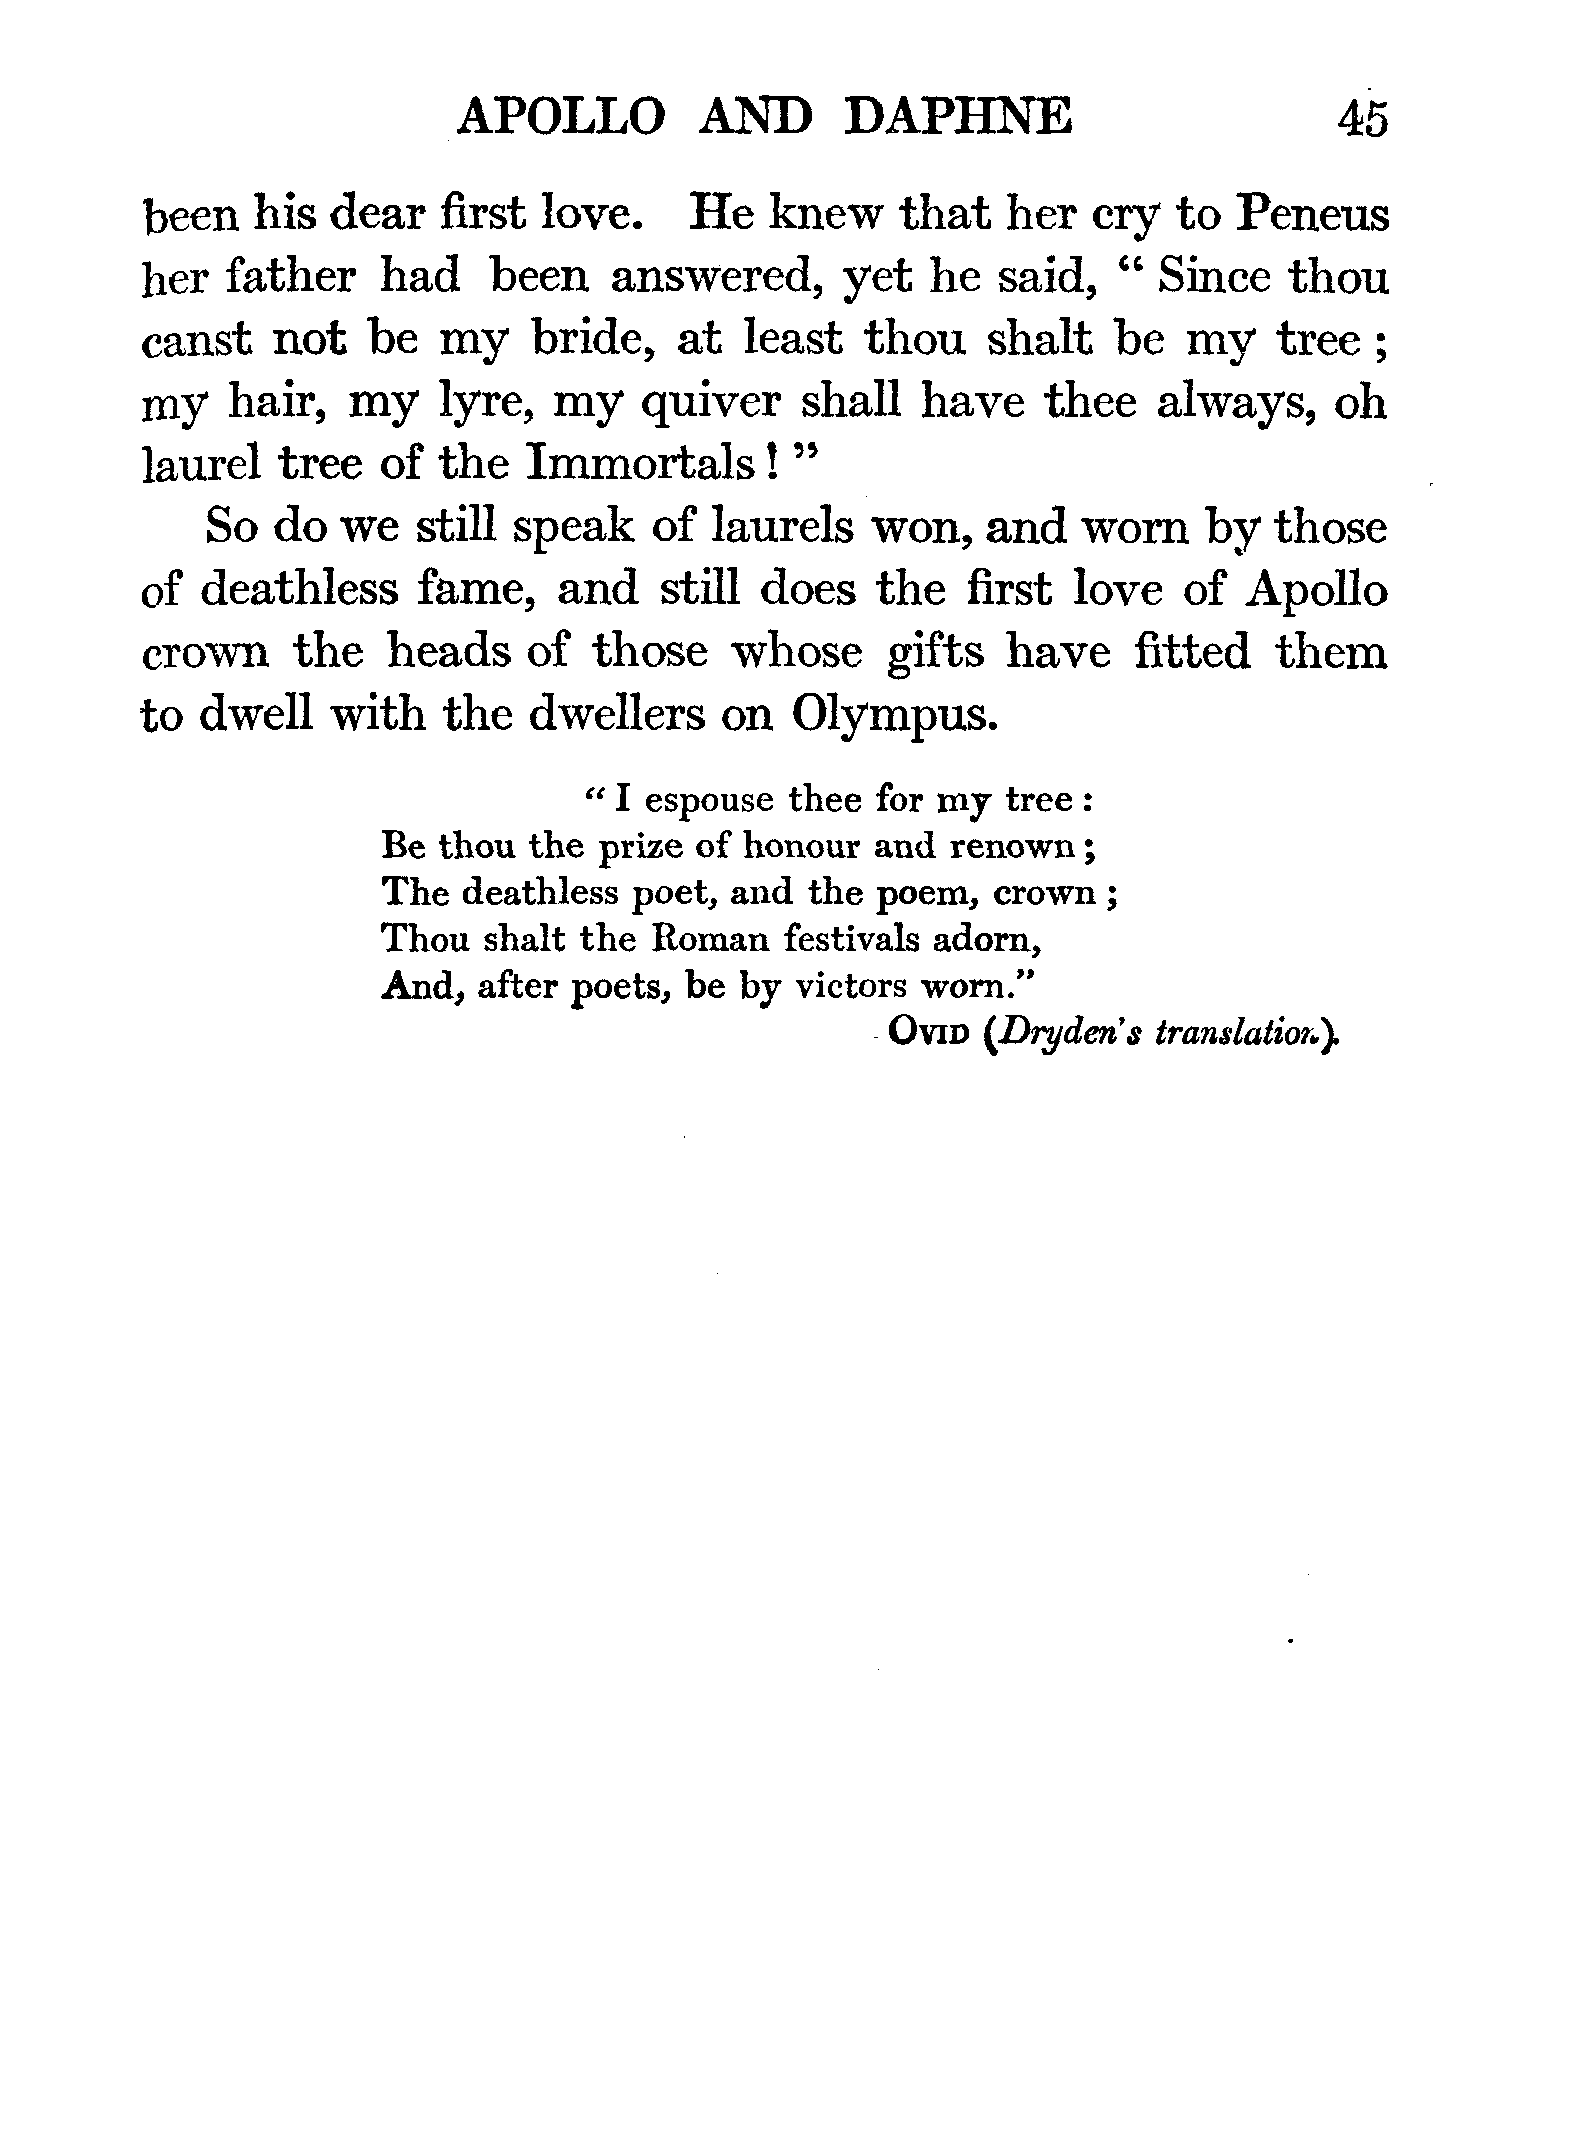 APOLLO AND DAPHNE 45
been his dear first love. He knew that her cry to Peneus
her father had been answered, yet he said, “ Since thou
canst not be my bride, at least thou shalt be my tree ;
my hair, my lyre, my quiver shall have thee always, oh
laurel tree of the Immortals ! ”
So do we still speak of laurels won, and worn by those
of deathless fame, and still does the first love of Apollo
crown the heads of those whose gifts have fitted them
to dwell with the dwellers on Olympus.
“ I espouse thee for my tree :
Be thou the prize of honour and renown ;
The deathless poet, and the poem, crown ;
Thou shalt the Roman festivals adorn,
And, after poets, be by victors worn.”
OVID (Dryden's translation).